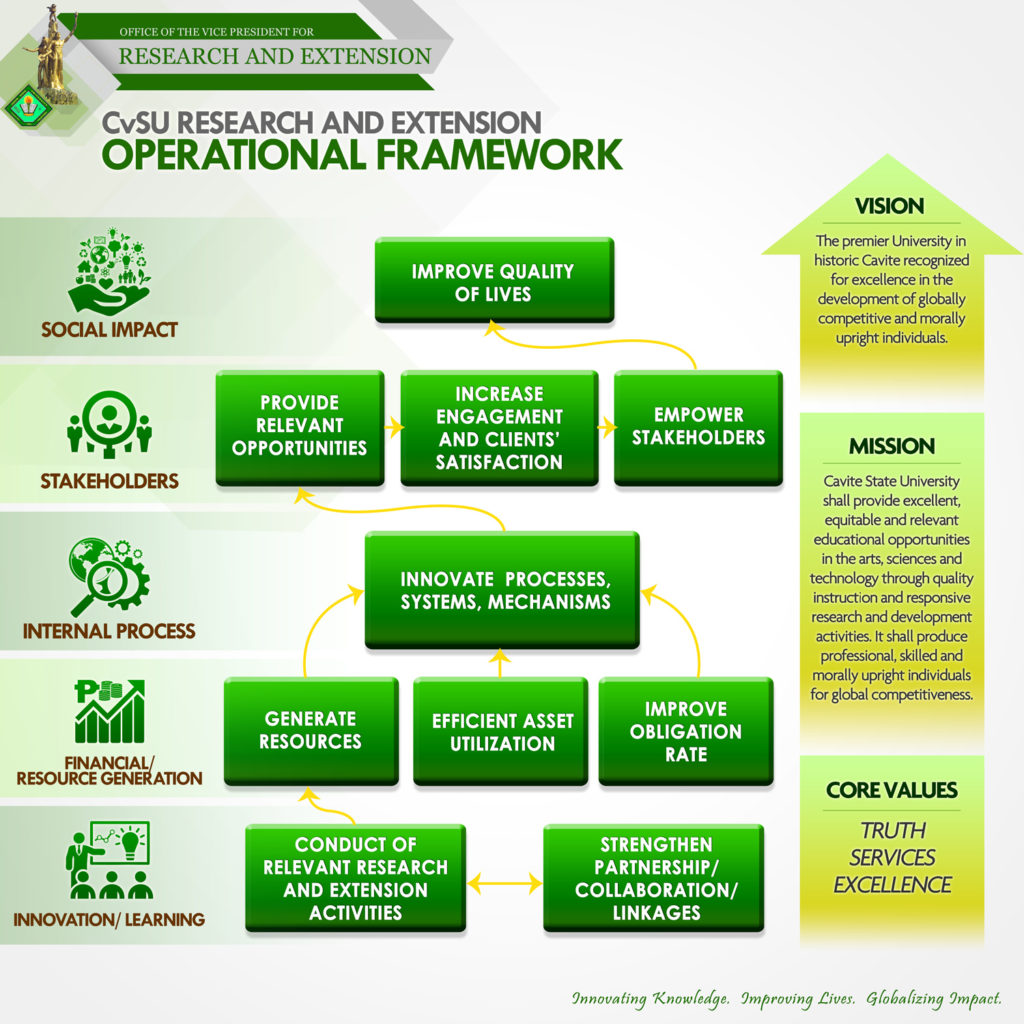 OFFICE OF THE VICE PRESIDENT FOR
RESEARCH AND EXTENSION
CvSU RESEARCH AND EXTENSION
OPERATIONAL FRAMEWORK
SOCIAL IMPACT
IMPROVE QUALITY
OF LIVES
STAKEHOLDERS
PROVIDE
RELEVANT
OPPORTUNITIES
INCREASE
ENGAGEMENT
AND CLIENTS'
SATISFACTION
EMPOWER
STAKEHOLDERS
INTERNAL PROCESS
INNOVATE PROCESSES,
SYSTEMS, MECHANISMS
FINANCIAL/
RESOURCE GENERATION
GENERATE
RESOURCES
EFFICIENT ASSET
UTILIZATION
IMPROVE
OBLIGATION
RATE
INNOVATION/ LEARNING
CONDUCT OF
RELEVANT RESEARCH
AND EXTENSION
ACTIVITIES
STRENGTHEN
PARTNERSHIP/
COLLABORATION/
LINKAGES
VISION
The premier University in
historic Cavite recognized
for excellence in the
development of globally
competitive and morally
upright individuals.
MISSION
Cavite State University
shall provide excellent,
equitable and relevant
educational opportunities
in the arts, sciences and
technology through quality
instruction and responsive
research and development
activities. It shall produce
professional, skilled and
morally upright individuals
for global competitiveness.
CORE VALUES
TRUTH
SERVICES
EXCELLENCE
Innovating Knowledge. Improving Lives. Globalizing Impact.